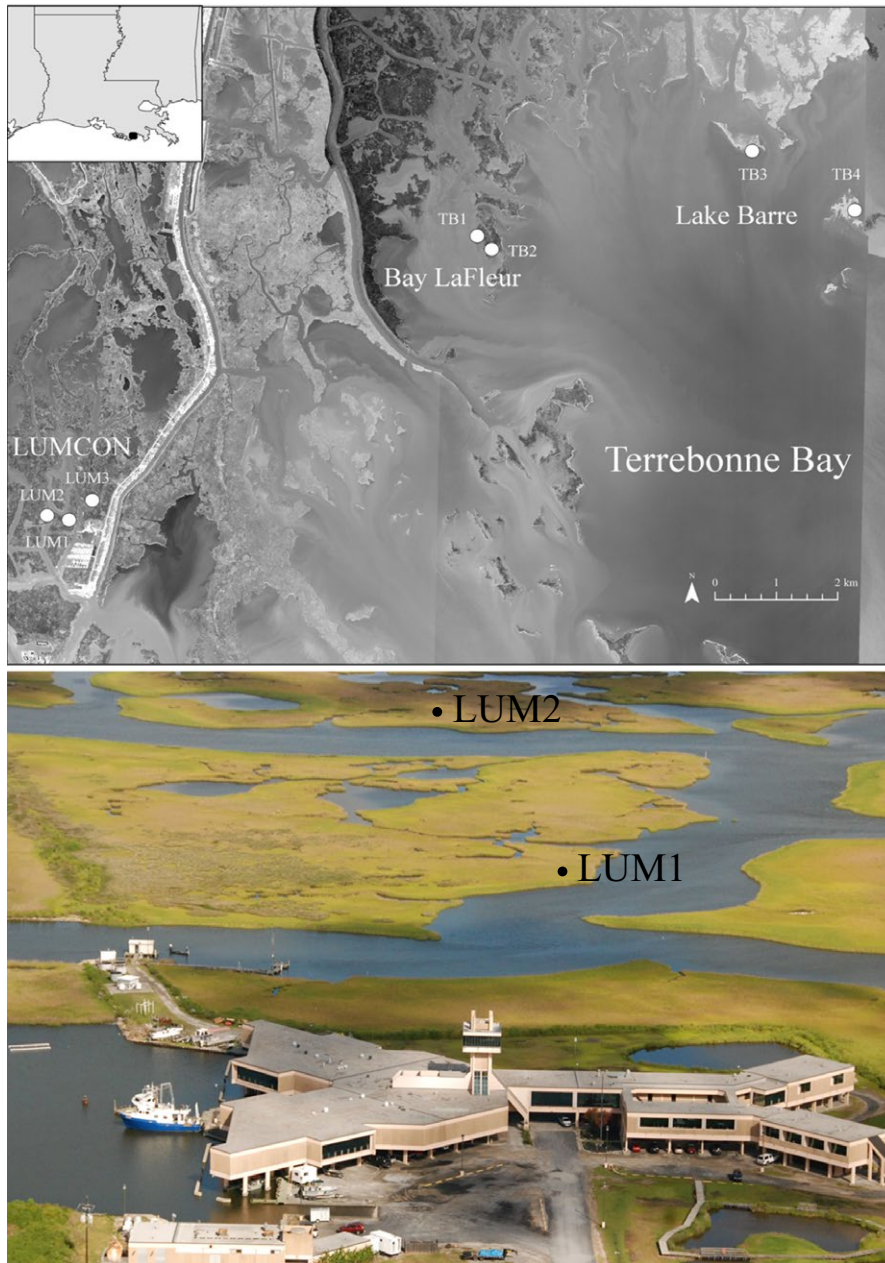 TB3
TB4
Lake Barre
TB1
TB2
Bay LaFleur
LUMCON
Terrebonne Bay
LUM3
LUM2
LUM1
N
0 1 2 km
LUM2
LUM1